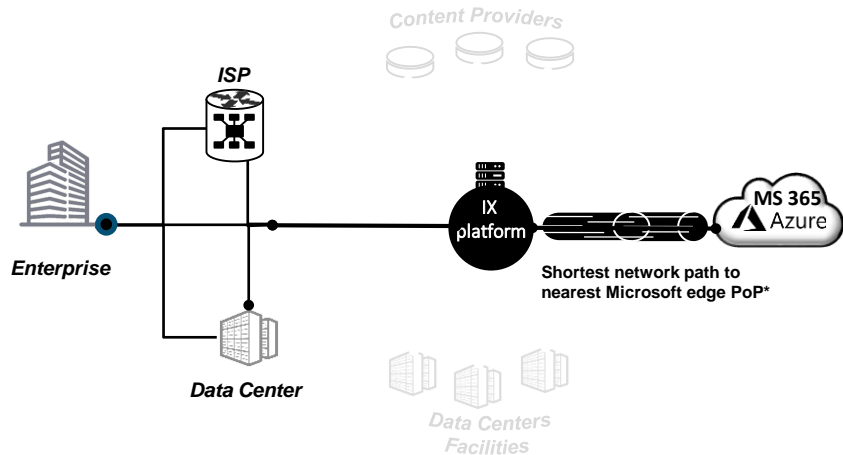 Content Providers
ISP
IX
platform
MS 365
Azure
Enterprise
Shortest network path to
nearest Microsoft edge PoP*
Data Center
Data Centers
Facilities